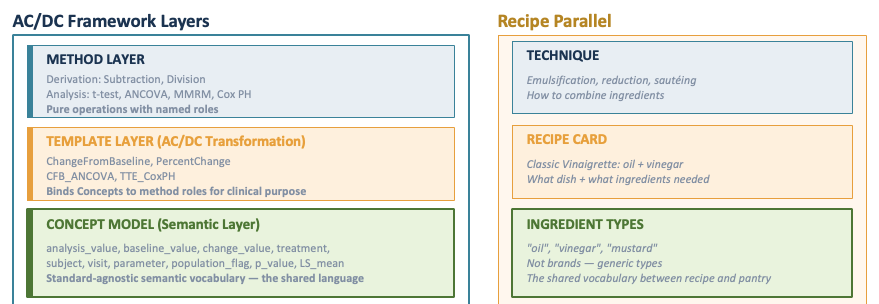 AC/DC Framework Layers
METHOD LAYER
Derivation: Subtraction, Division
Analysis: t-test, ANCOVA, MMRM, Cox PH
Pure operations with named roles
TEMPLATE LAYER (AC/DC Transformation)
ChangeFromBaseline, PercentChange
CFB_ANCOVA, TTE_CoxPH
Binds Concepts to method roles for clinical purpose
CONCEPT MODEL (Semantic Layer)
analysis_value, baseline_value, change_value, treatment,
subject, visit, parameter, population_flag, p_value, LS_mean
Standard-agnostic semantic vocabulary — the shared language
Recipe Parallel
TECHNIQUE
Emulsification, reduction, sautéing
How to combine ingredients
RECIPE CARD
Classic Vinaigrette: oil + vinegar
What dish + what ingredients needed
INGREDIENT TYPES
"oil", "vinegar", "mustard"
Not brands — generic types
The shared vocabulary between recipe and pantry